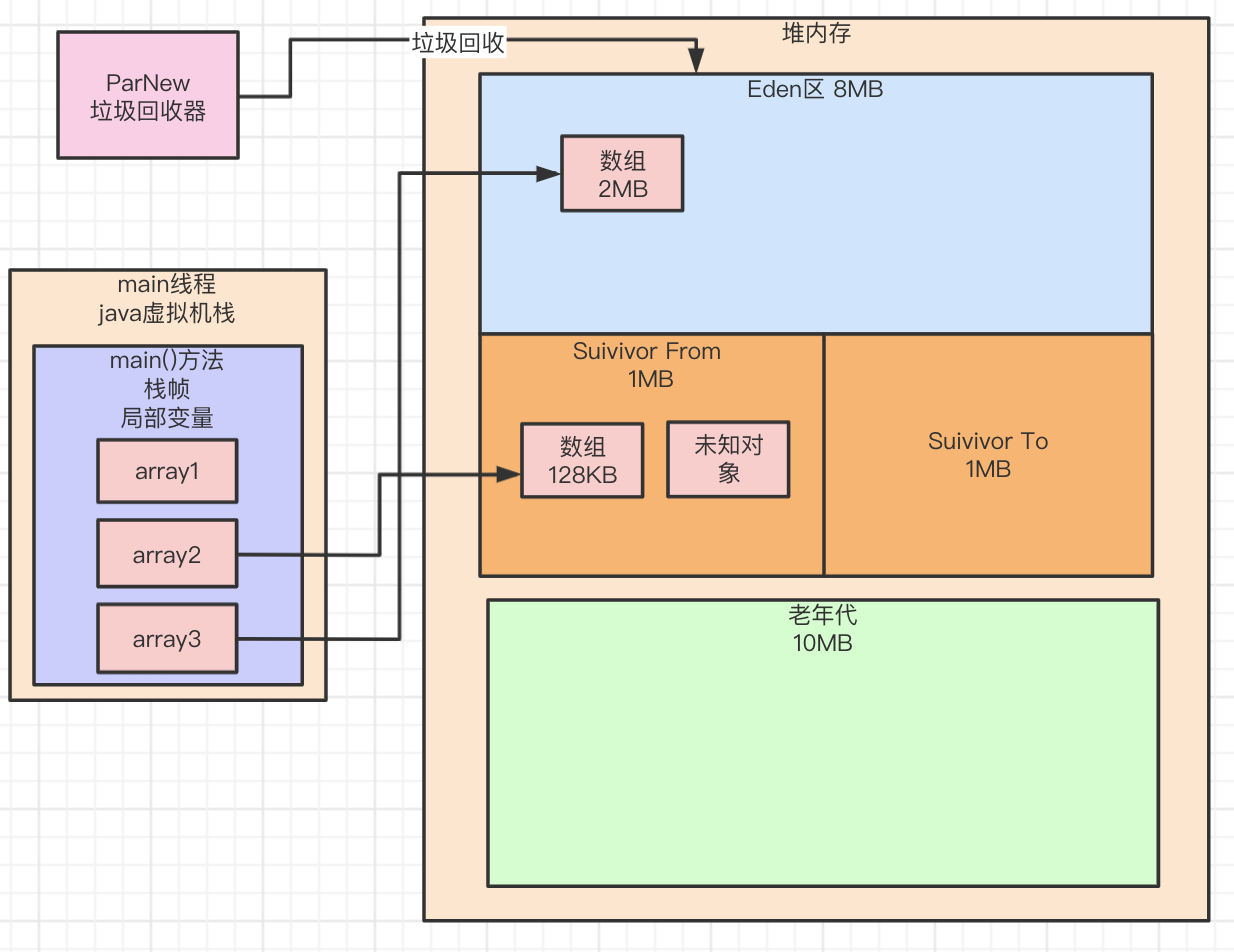 ParNew
垃圾回收器
垃圾回收
堆内存
Eden区 8MB
数组
2MB
main线程
java虚拟机栈
main()方法
栈帧
局部变量
array1
array2
array3
Suivivor From
1MB
数组
128KB
未知对
象
Suivivor To
1MB
老年代
10MB